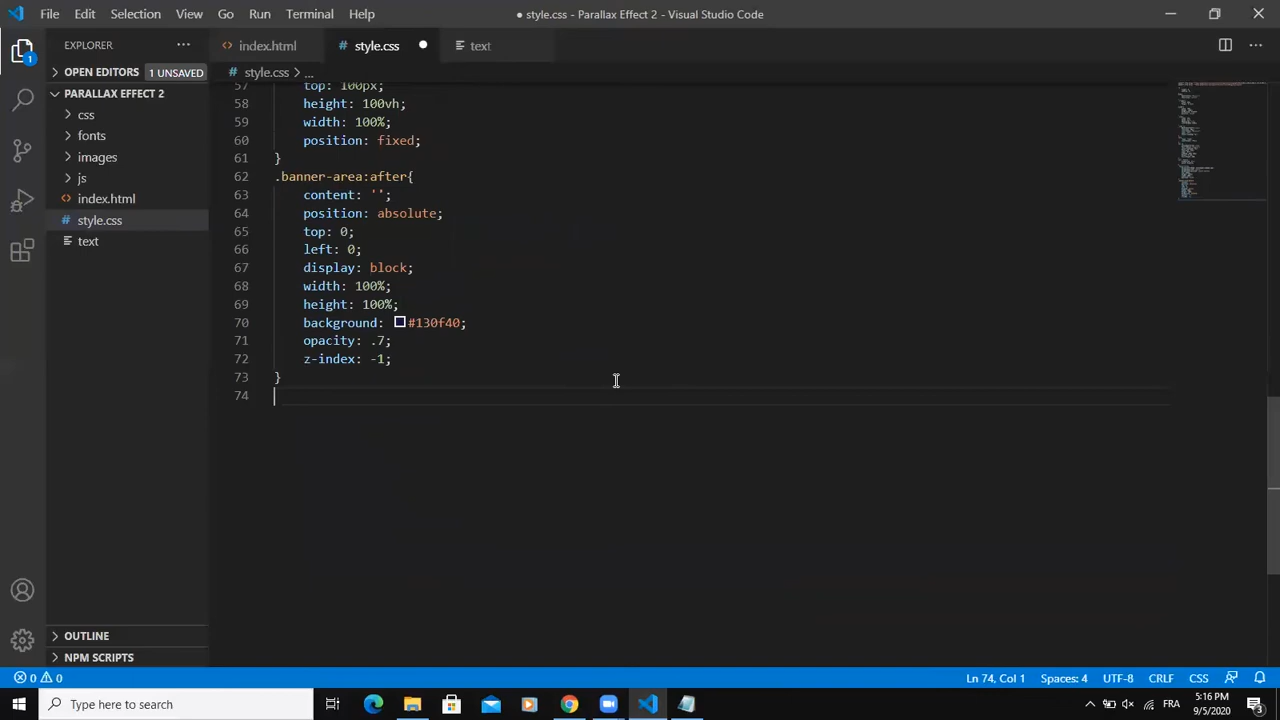 File Edit Selection View Go Run Terminal Help
● style.css - Parallax Effect 2 - Visual Studio Code
EXPLORER
index.html
style.css
text
OPEN EDITORS 1 UNSAVED
style.css > ...
PARALLAX EFFECT 2
css
fonts
images
js
index.html
style.css
text
57 top: 100px;
58 height: 100vh;
59 width: 100%;
60 position: fixed;
61 }
62 .banner-area:after{
63 content: '';
64 position: absolute;
65 top: 0;
66 left: 0;
67 display: block;
68 width: 100%;
69 height: 100%;
70 background: #130f40;
71 opacity: .7;
72 z-index: -1;
73 }
74
OUTLINE
NPM SCRIPTS
0 0
Ln 74, Col 1 Spaces: 4 UTF-8 CRLF CSS
Type here to search
FRA
5:16 PM
9/5/2020
3
1